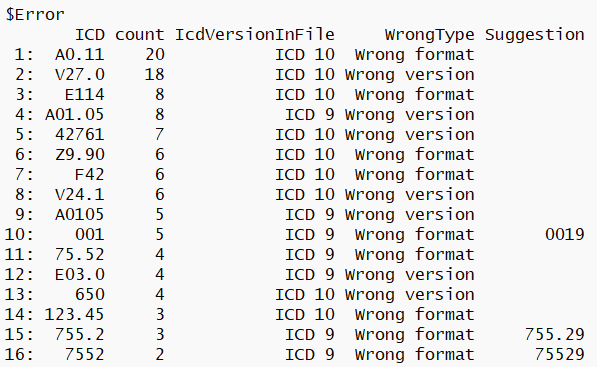 $Error
ICD count IcdVersionInFile WrongType Suggestion
1: A0.11 20 ICD 10 Wrong format
2: V27.0 18 ICD 10 Wrong version
3: E114 8 ICD 10 Wrong format
4: A01.05 8 ICD 9 Wrong version
5: 42761 7 ICD 10 Wrong version
6: Z9.90 6 ICD 10 Wrong format
7: F42 6 ICD 10 Wrong format
8: V24.1 6 ICD 10 Wrong version
9: A0105 5 ICD 9 Wrong version
10: 001 5 ICD 9 Wrong format 0019
11: 75.52 4 ICD 9 Wrong format
12: E03.0 4 ICD 9 Wrong version
13: 650 4 ICD 10 Wrong version
14: 123.45 3 ICD 10 Wrong format
15: 755.2 3 ICD 9 Wrong format 755.29
16: 7552 2 ICD 9 Wrong format 75529